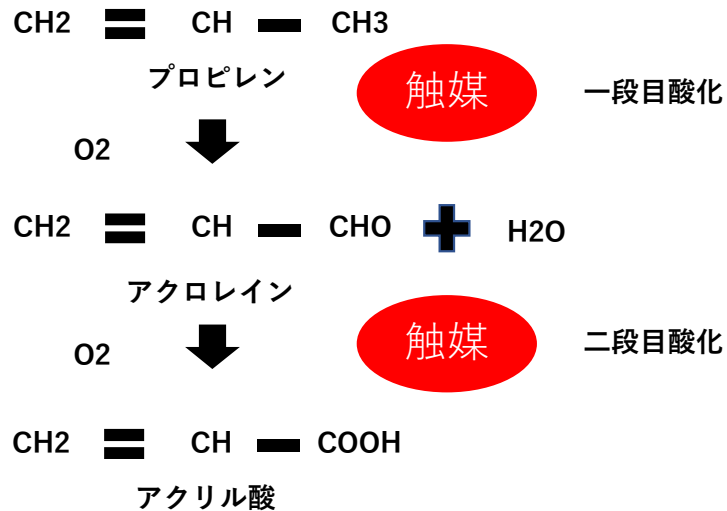 CH2 = CH - CH3
プロピレン
触媒
一段目酸化
O2
CH2 = CH - CHO + H2O
アクロレイン
触媒
二段目酸化
O2
CH2 = CH - COOH
アクリル酸